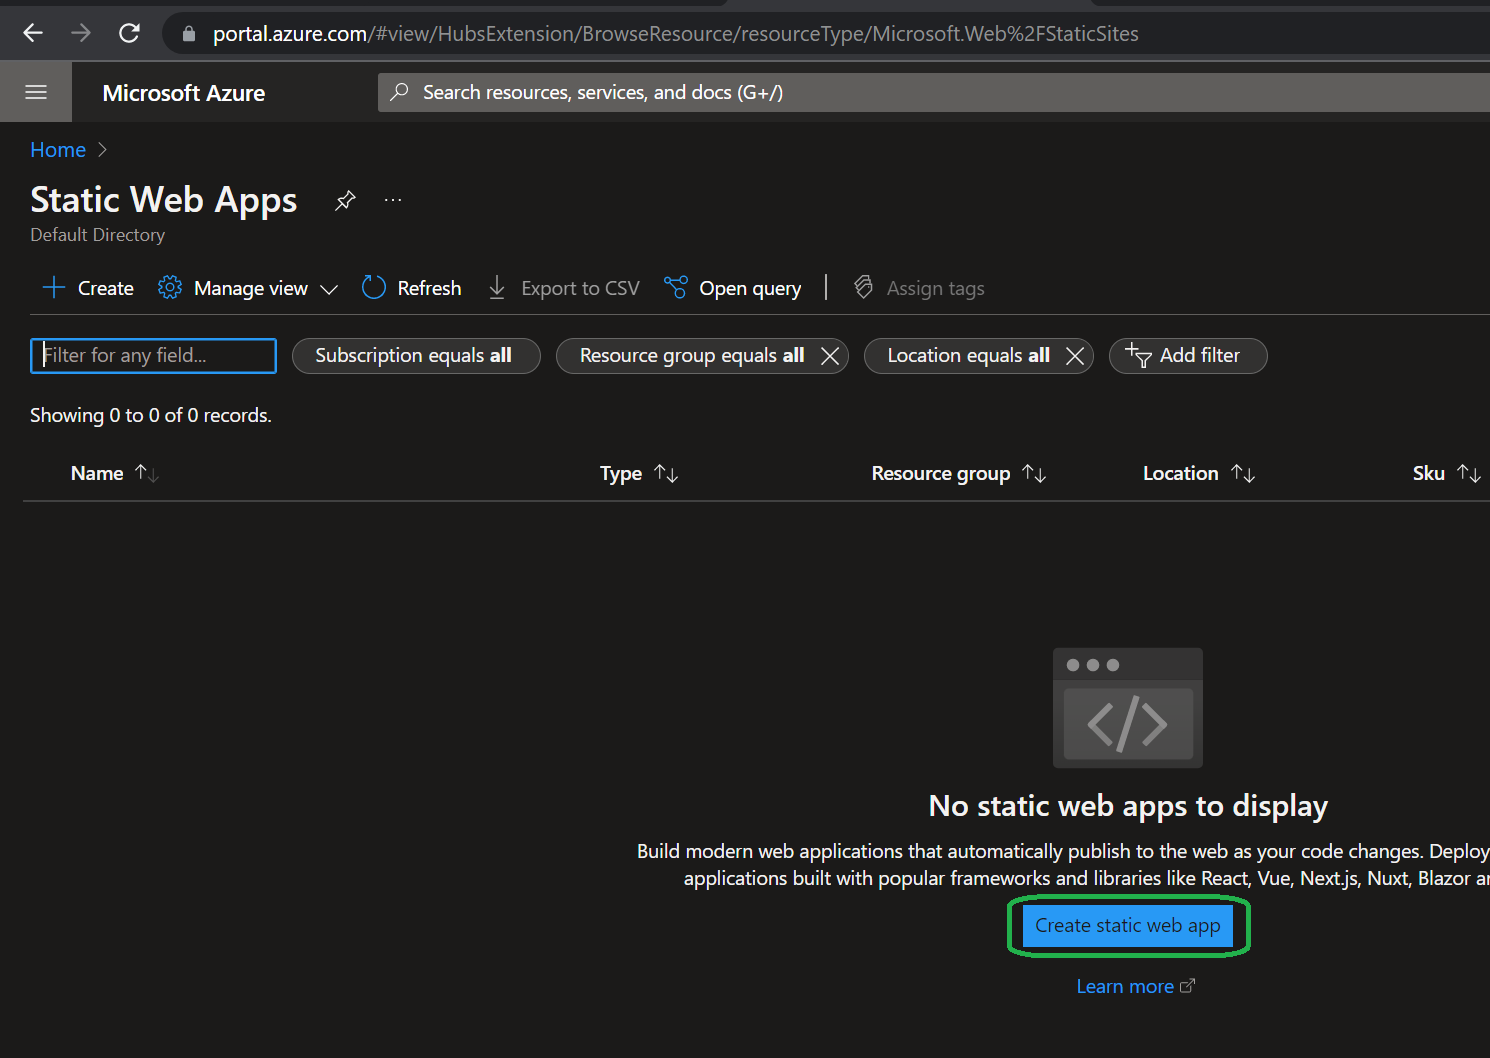 portal.azure.com/#view/HubsExtension/BrowseResource/resourceType/Microsoft.Web%2FStaticSites
Microsoft Azure
Search resources, services, and docs (G+/)
Home
Static Web Apps
Default Directory
Create Manage view Refresh Export to CSV Open query Assign tags
Filter for any field... Subscription equals all Resource group equals all Location equals all Add filter
Showing 0 to 0 of 0 records.
Name Type Resource group Location Sku
</>
No static web apps to display
Build modern web applications that automatically publish to the web as your code changes. Deploy
applications built with popular frameworks and libraries like React, Vue, Next.js, Nuxt, Blazor
Create static web app
Learn more